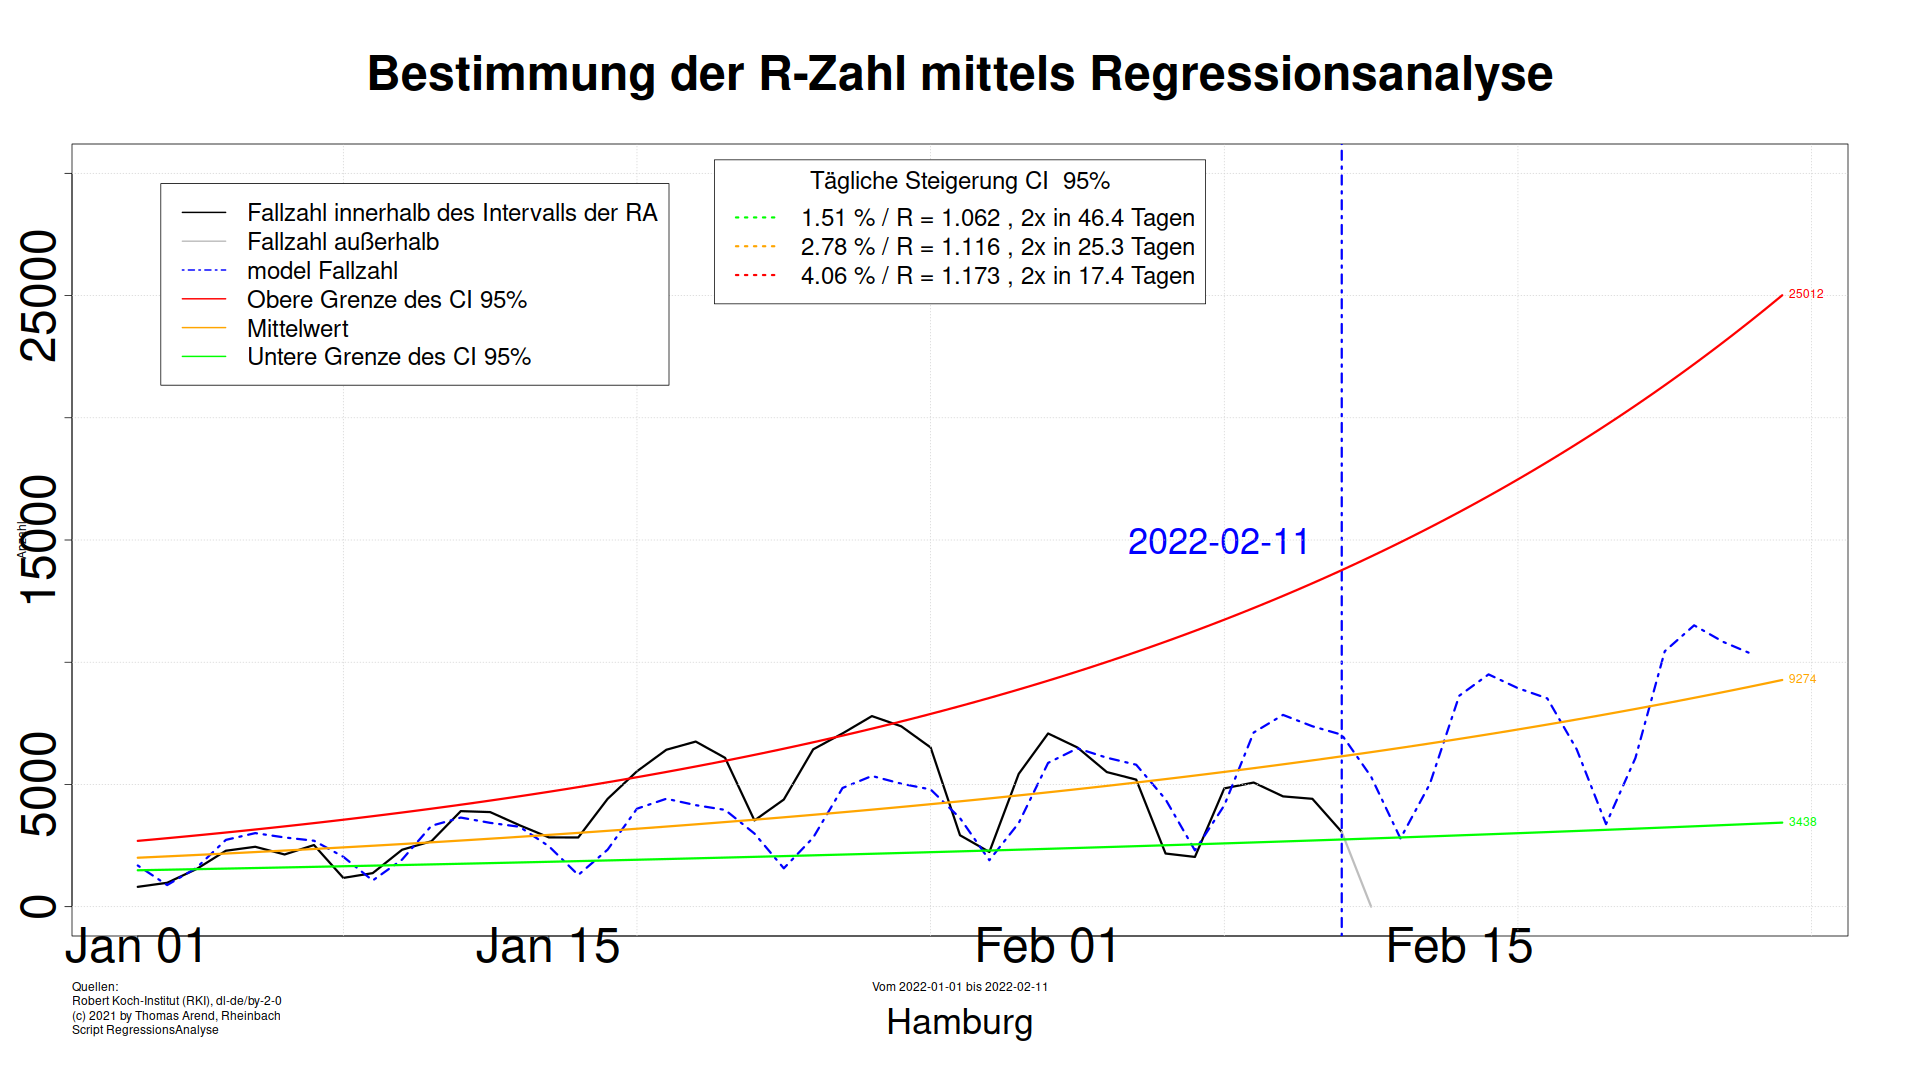 Bestimmung der R-Zahl mittels Regressionsanalyse
Fallzahl innerhalb des Intervalls der RA
Fallzahl außerhalb
model Fallzahl
Obere Grenze des CI 95%
Mittelwert
Untere Grenze des CI 95%
Tägliche Steigerung CI  95%
1.51 % / R = 1.062 , 2x in 46.4 Tagen
2.78 % / R = 1.116 , 2x in 25.3 Tagen
4.06 % / R = 1.173 , 2x in 17.4 Tagen
25000
15000
5000
0
Anzahl
2022-02-11
25012
9274
3438
Jan 01
Jan 15
Feb 01
Feb 15
Quellen:
Robert Koch-Institut (RKI), dl-de/by-2-0
(c) 2021 by Thomas Arend, Rheinbach
Script RegressionsAnalyse
Vom 2022-01-01 bis 2022-02-11
Hamburg